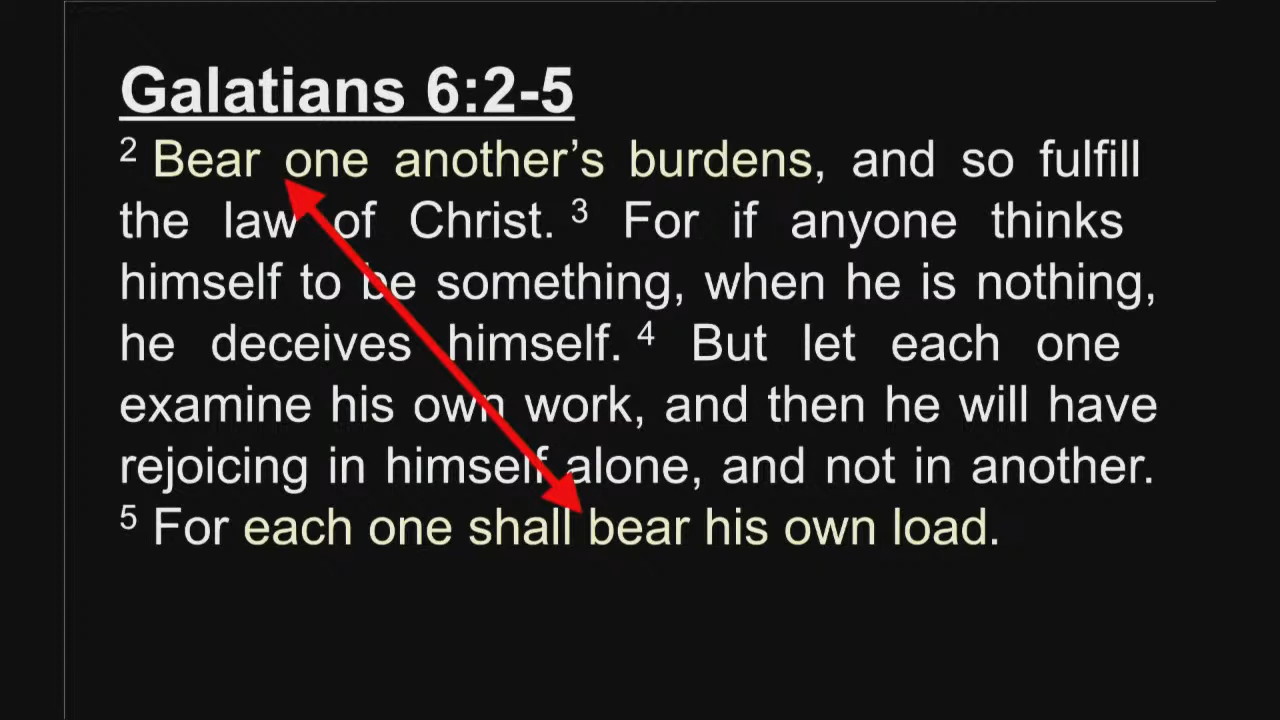 Galatians 6:2-5
2 Bear one another’s burdens, and so fulfill
the law of Christ. 3 For if anyone thinks
himself to be something, when he is nothing,
he deceives himself. 4 But let each one
examine his own work, and then he will have
rejoicing in himself alone, and not in another.
5 For each one shall bear his own load.